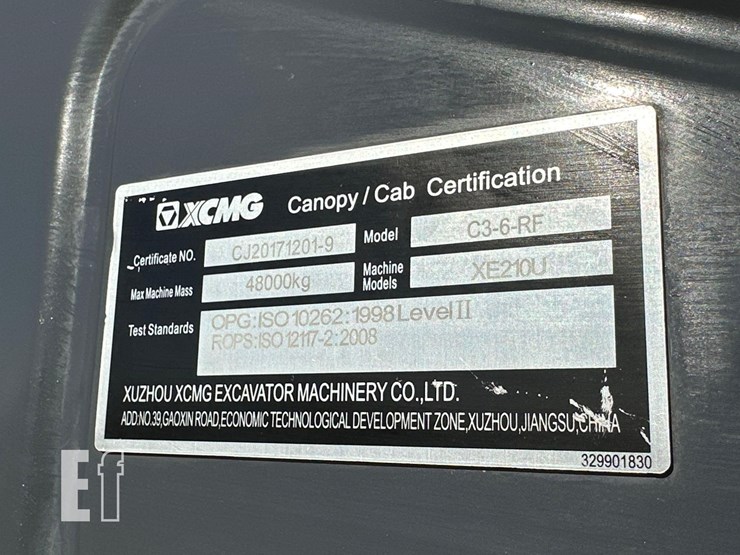 XCMG Canopy / Cab Certification
Certificate NO. CJ20171201-9 Model C3-6-RF
Max Machine Mass 48000kg Machine Models XE210U
Test Standards OPG:ISO 10262:1998 Level II
ROPS:ISO12117-2:2008
XUZHOU XCMG EXCAVATOR MACHINERY CO.,LTD.
ADD:NO.39,GAOXIN ROAD,ECONOMIC TECHNOLOGICAL DEVELOPMENT ZONE,XUZHOU,JIANGSU,CHINA
329901830
Ef